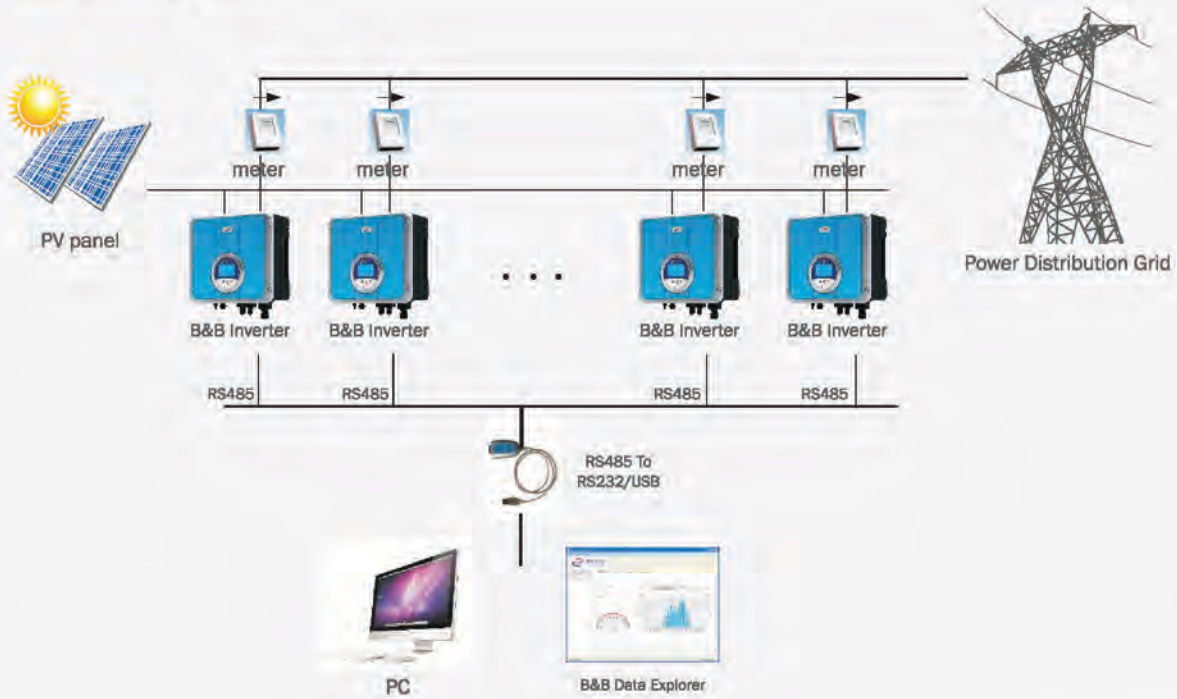 meter
meter
meter
meter
PV panel
Power Distribution Grid
B&B Inverter
B&B Inverter
B&B Inverter
B&B Inverter
RS485
RS485
RS485
RS485
RS485 To
RS232/USB
PC
B&B Data Explorer